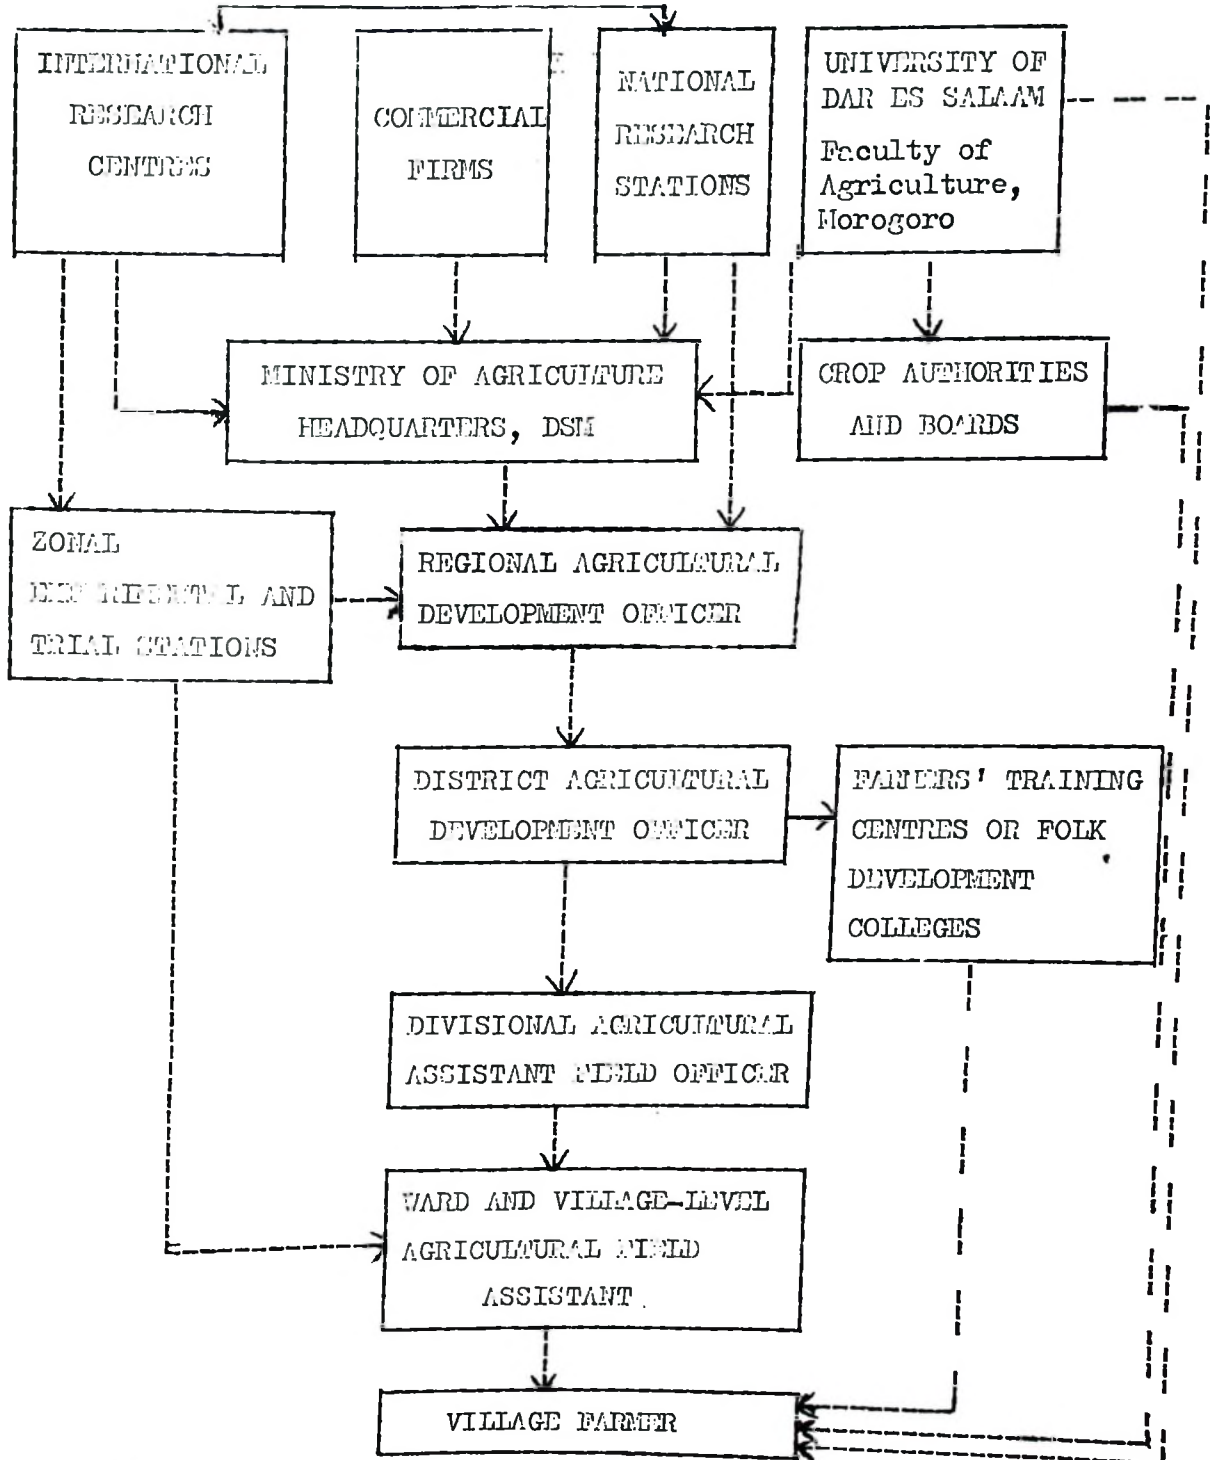 INTERNATIONAL
RESEARCH
CENTRES
COMMERCIAL
FIRMS
NATIONAL
RESEARCH
STATIONS
UNIVERSITY OF
DAR ES SALAAM
Faculty of
Agriculture,
Morogoro
MINISTRY OF AGRICULTURE
HEADQUARTERS, DSM
CROP AUTHORITIES
AND BOARDS
ZONAL
EXPERIMENTAL AND
TRIAL STATIONS
REGIONAL AGRICULTURAL
DEVELOPMENT OFFICER
DISTRICT AGRICULTURAL
DEVELOPMENT OFFICER
FARMERS' TRAINING
CENTRES OR FOLK
DEVELOPMENT
COLLEGES
DIVISIONAL AGRICULTURAL
ASSISTANT FIELD OFFICER
WARD AND VILLAGE-LEVEL
AGRICULTURAL FIELD
ASSISTANT
VILLAGE FARMER